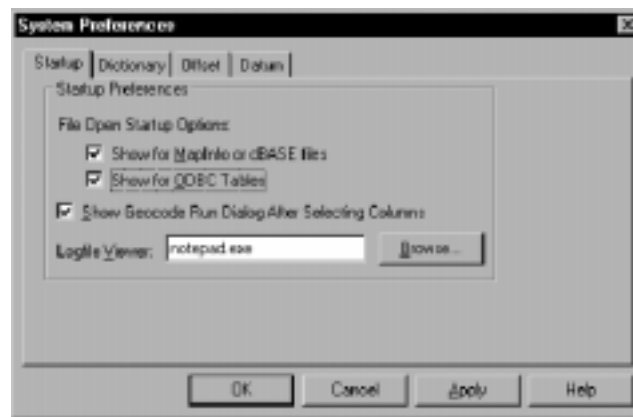 System Preferences
Startup Dictionary Offset Datum
Startup Preferences
File Open Startup Options:
Show for MapInfo or dBASE files
Show for ODBC Tables
Show Geocode Run Dialog After Selecting Columns
Logfile Viewer: notepad.exe Browse...
OK Cancel Apply Help